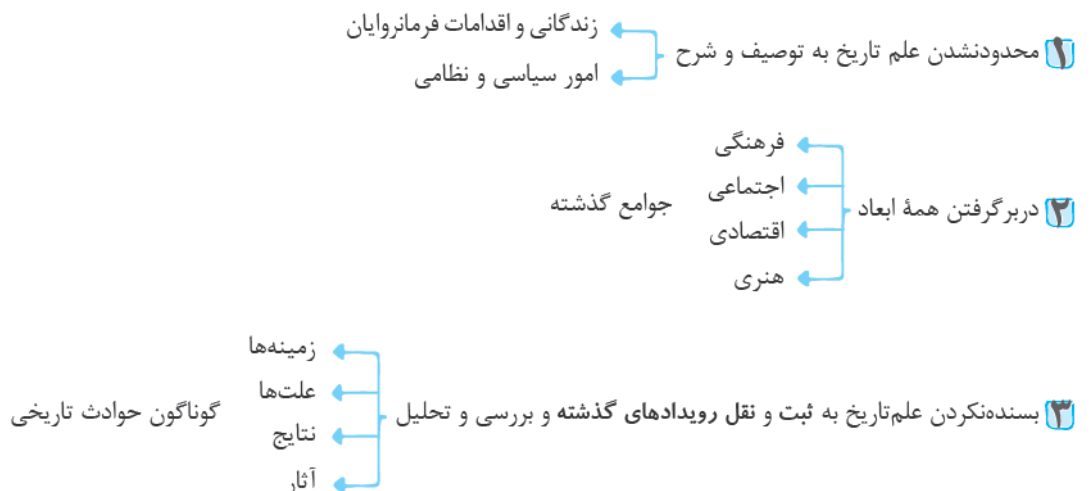 زندگانی و اقدامات فرمانروایان
۱ محدودنشدن علم تاریخ به توصیف و شرح
امور سیاسی و نظامی
فرهنگی
اجتماعی
۲ دربرگرفتن همهٔ ابعاد جوامع گذشته
اقتصادی
هنری
زمینه‌ها
علت‌ها
۳ بسنده‌نکردن علم‌تاریخ به ثبت و نقل رویدادهای گذشته و بررسی و تحلیل گوناگون حوادث تاریخی
نتایج
آثار